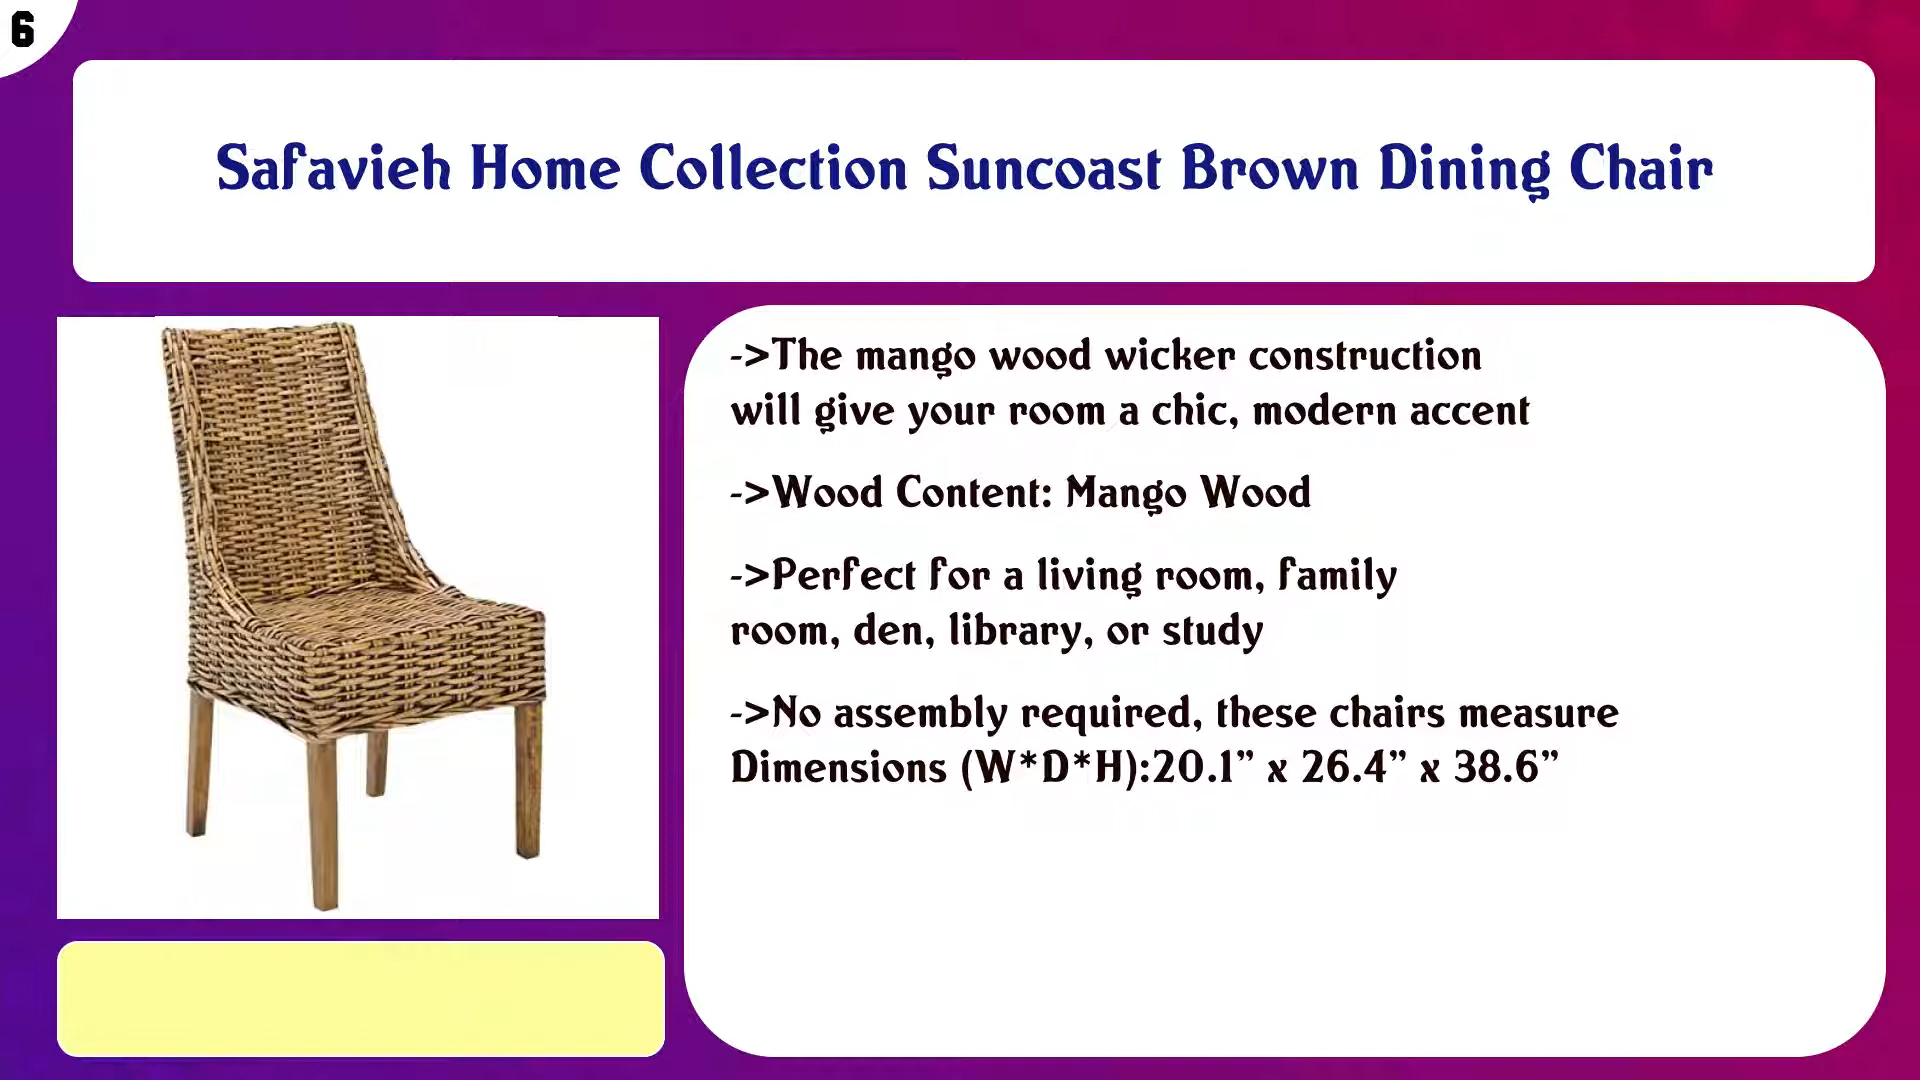 6
Safavieh Home Collection Suncoast Brown Dining Chair
->The mango wood wicker construction
will give your room a chic, modern accent
->Wood Content: Mango Wood
->Perfect for a living room, family
room, den, library, or study
->No assembly required, these chairs measure
Dimensions (W*D*H):20.1” x 26.4” x 38.6”